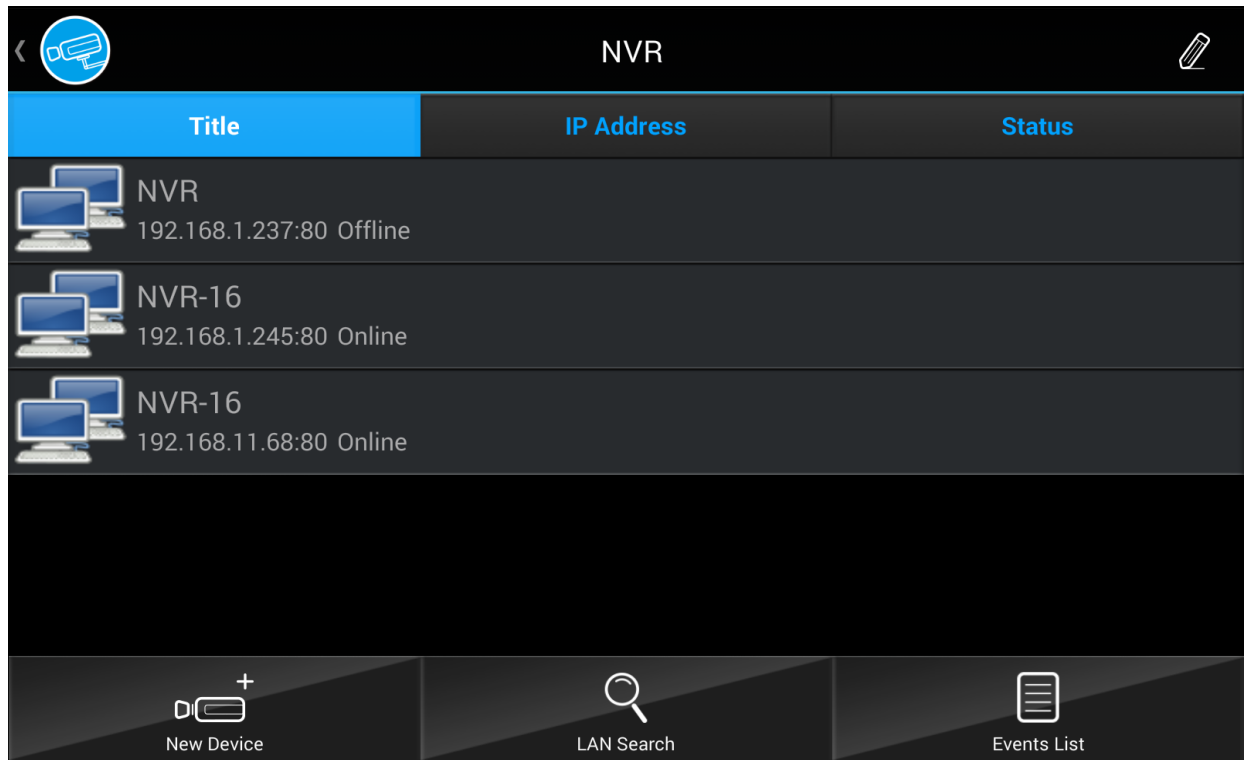 NVR
Title IP Address Status
NVR
192.168.1.237:80 Offline
NVR-16
192.168.1.245:80 Online
NVR-16
192.168.11.68:80 Online
New Device LAN Search Events List